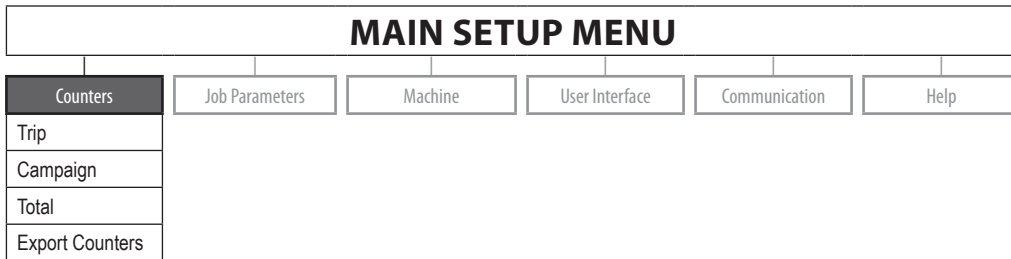 MAIN SETUP MENU
Counters Job Parameters Machine User Interface Communication Help
Trip
Campaign
Total
Export Counters